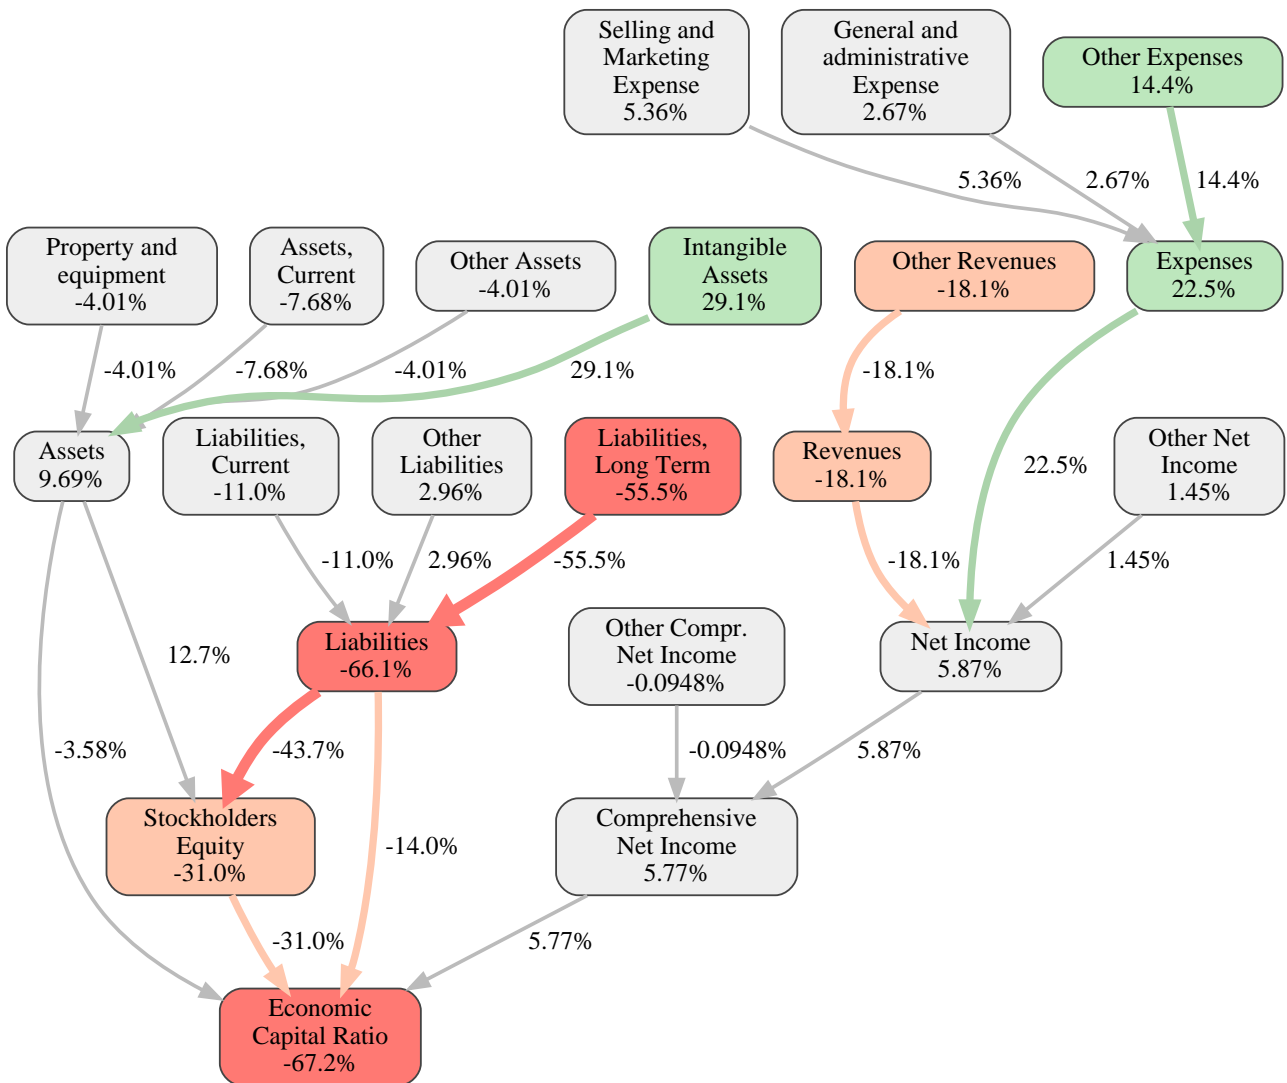 Selling and
Marketing
Expense
5.36%
General and
administrative
Expense
2.67%
Other Expenses
14.4%
5.36%
2.67%
14.4%
Property and
equipment
-4.01%
Assets,
Current
-7.68%
Other Assets
-4.01%
Intangible
Assets
29.1%
Other Revenues
-18.1%
Expenses
22.5%
-4.01%
-7.68%
-4.01%
29.1%
-18.1%
Assets
9.69%
Liabilities,
Current
-11.0%
Other
Liabilities
2.96%
Liabilities,
Long Term
-55.5%
Revenues
-18.1%
22.5%
Other Net
Income
1.45%
-11.0%
2.96%
-55.5%
-18.1%
1.45%
Liabilities
-66.1%
12.7%
Other Compr.
Net Income
-0.0948%
Net Income
5.87%
-3.58%
-43.7%
-0.0948%
5.87%
Stockholders
Equity
-31.0%
-14.0%
Comprehensive
Net Income
5.77%
-31.0%
5.77%
Economic
Capital Ratio
-67.2%